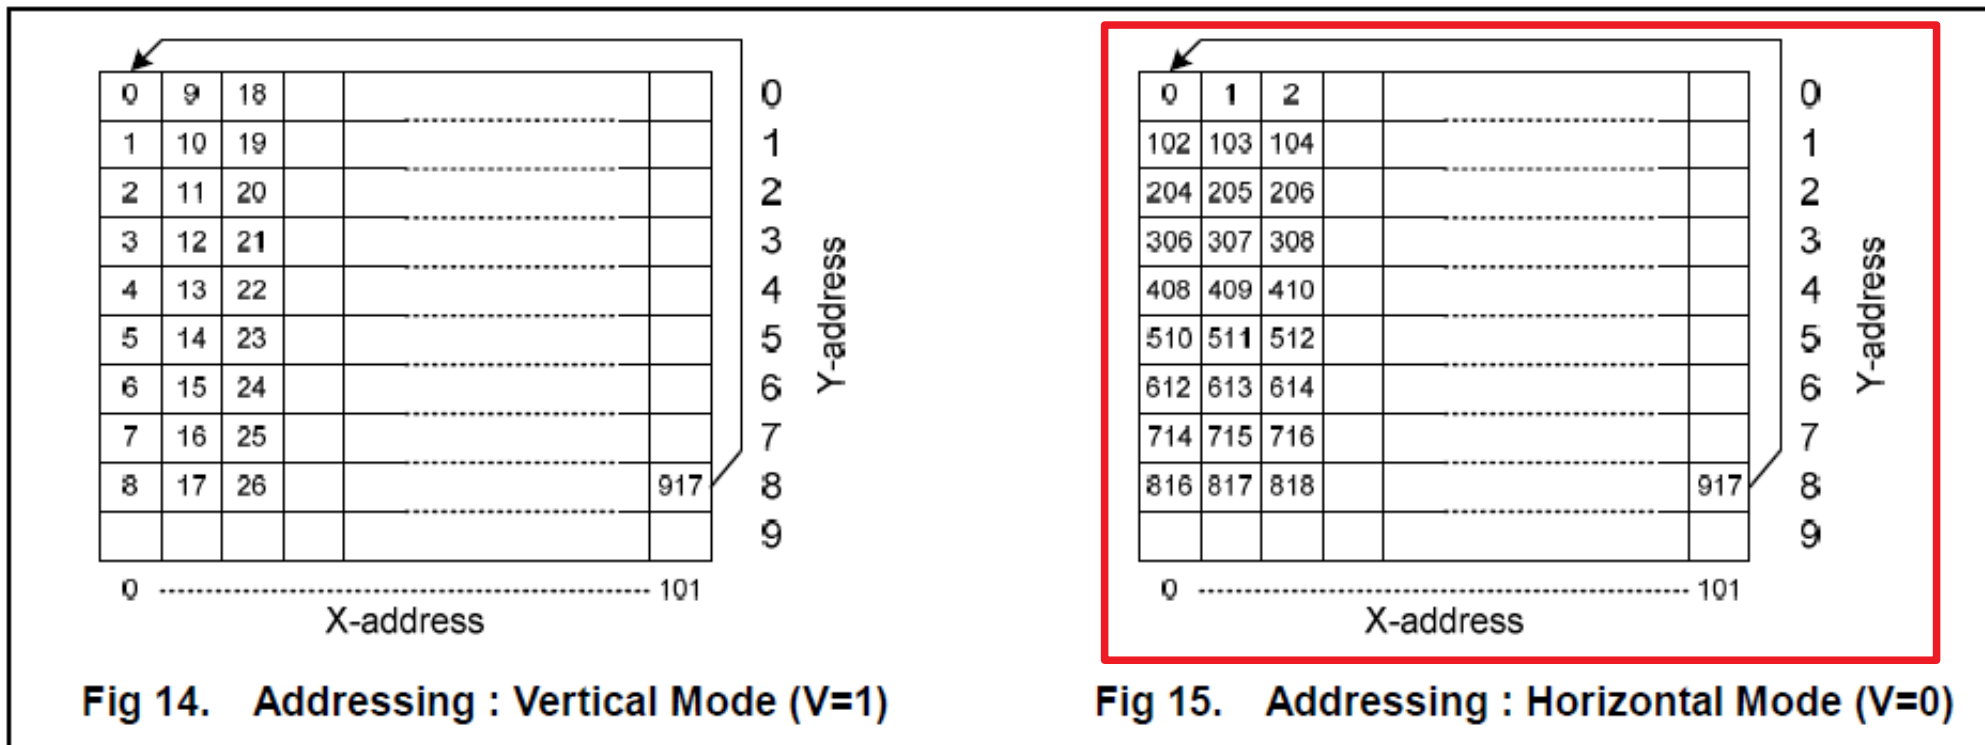 0 9 18 0
1 10 19 1
2 11 20 2
3 12 21 3
4 13 22 4
5 14 23 5
6 15 24 6
7 16 25 7
8 17 26 917 8
9
Y-address
0 101
X-address
Fig 14. Addressing : Vertical Mode (V=1)
0 1 2 0
102 103 104 1
204 205 206 2
306 307 308 3
408 409 410 4
510 511 512 5
612 613 614 6
714 715 716 7
816 817 818 917 8
9
Y-address
0 101
X-address
Fig 15. Addressing : Horizontal Mode (V=0)